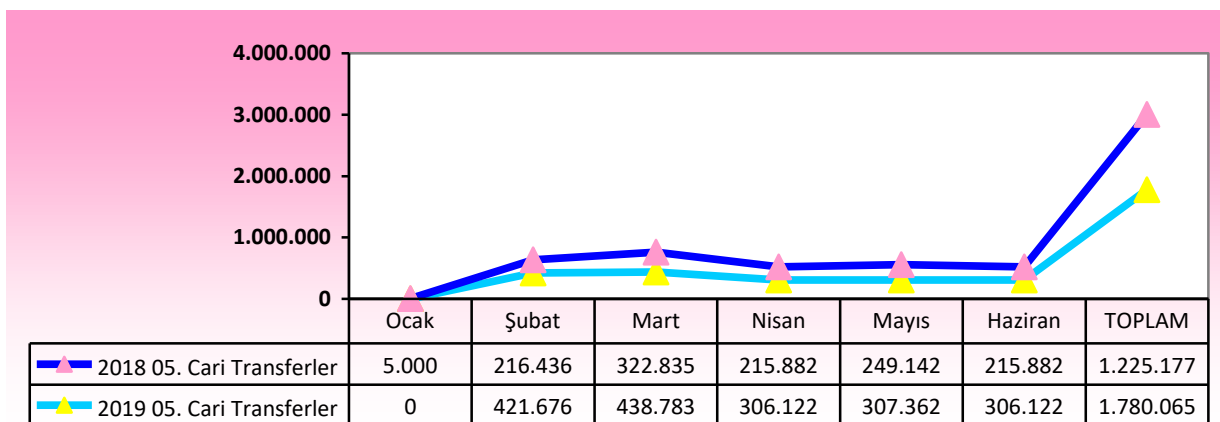 4.000.000
3.000.000
2.000.000
1.000.000
0
Ocak Şubat Mart Nisan Mayıs Haziran TOPLAM
2018 05. Cari Transferler 5.000 216.436 322.835 215.882 249.142 215.882 1.225.177
2019 05. Cari Transferler 0 421.676 438.783 306.122 307.362 306.122 1.780.065